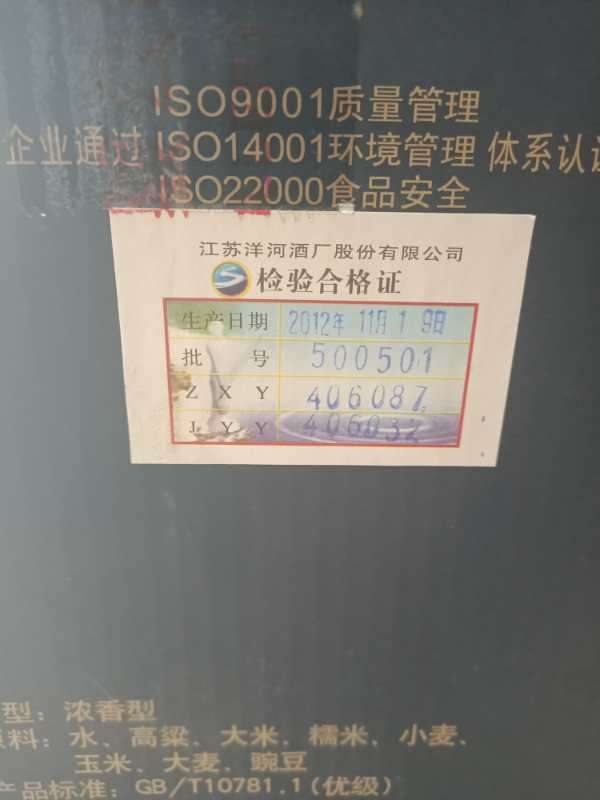 ISO9001质量管理
企业通过 ISO14001环境管理 体系认证
ISO22000食品安全
江苏洋河酒厂股份有限公司
检验合格证
生产日期 2012年 11月19日
批 号 500501
Z X Y 406087
J Y Y 406032
型：浓香型
料：水、高粱、大米、糯米、小麦、
玉米、大麦、豌豆
产品标准：GB/T10781.1（优级）